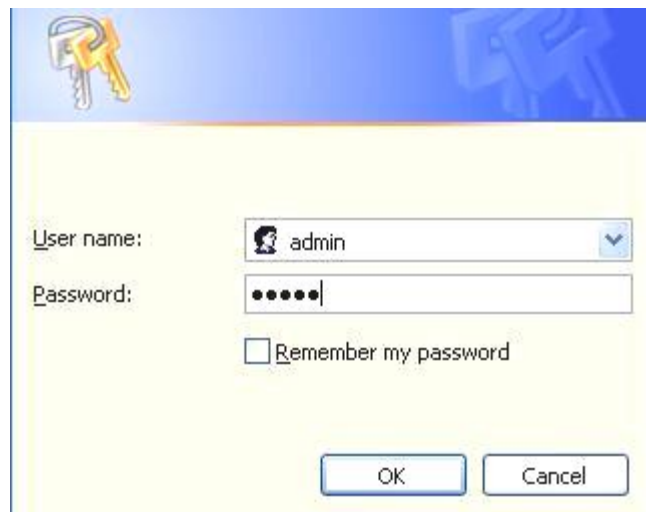 User name: admin
Password: •••••
Remember my password
OK Cancel